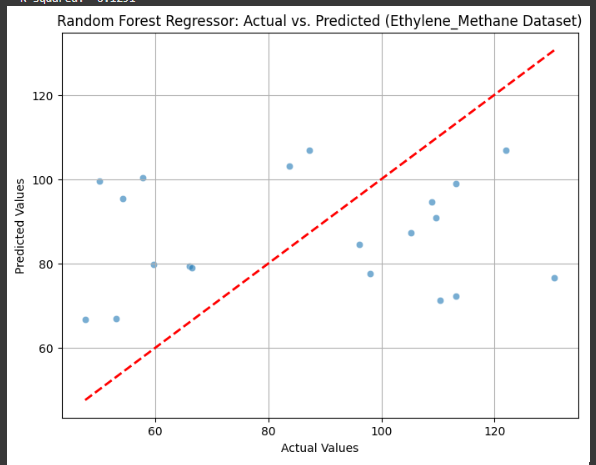 Random Forest Regressor: Actual vs. Predicted (Ethylene_Methane Dataset)
120
100
80
60
Predicted Values
60 80 100 120
Actual Values